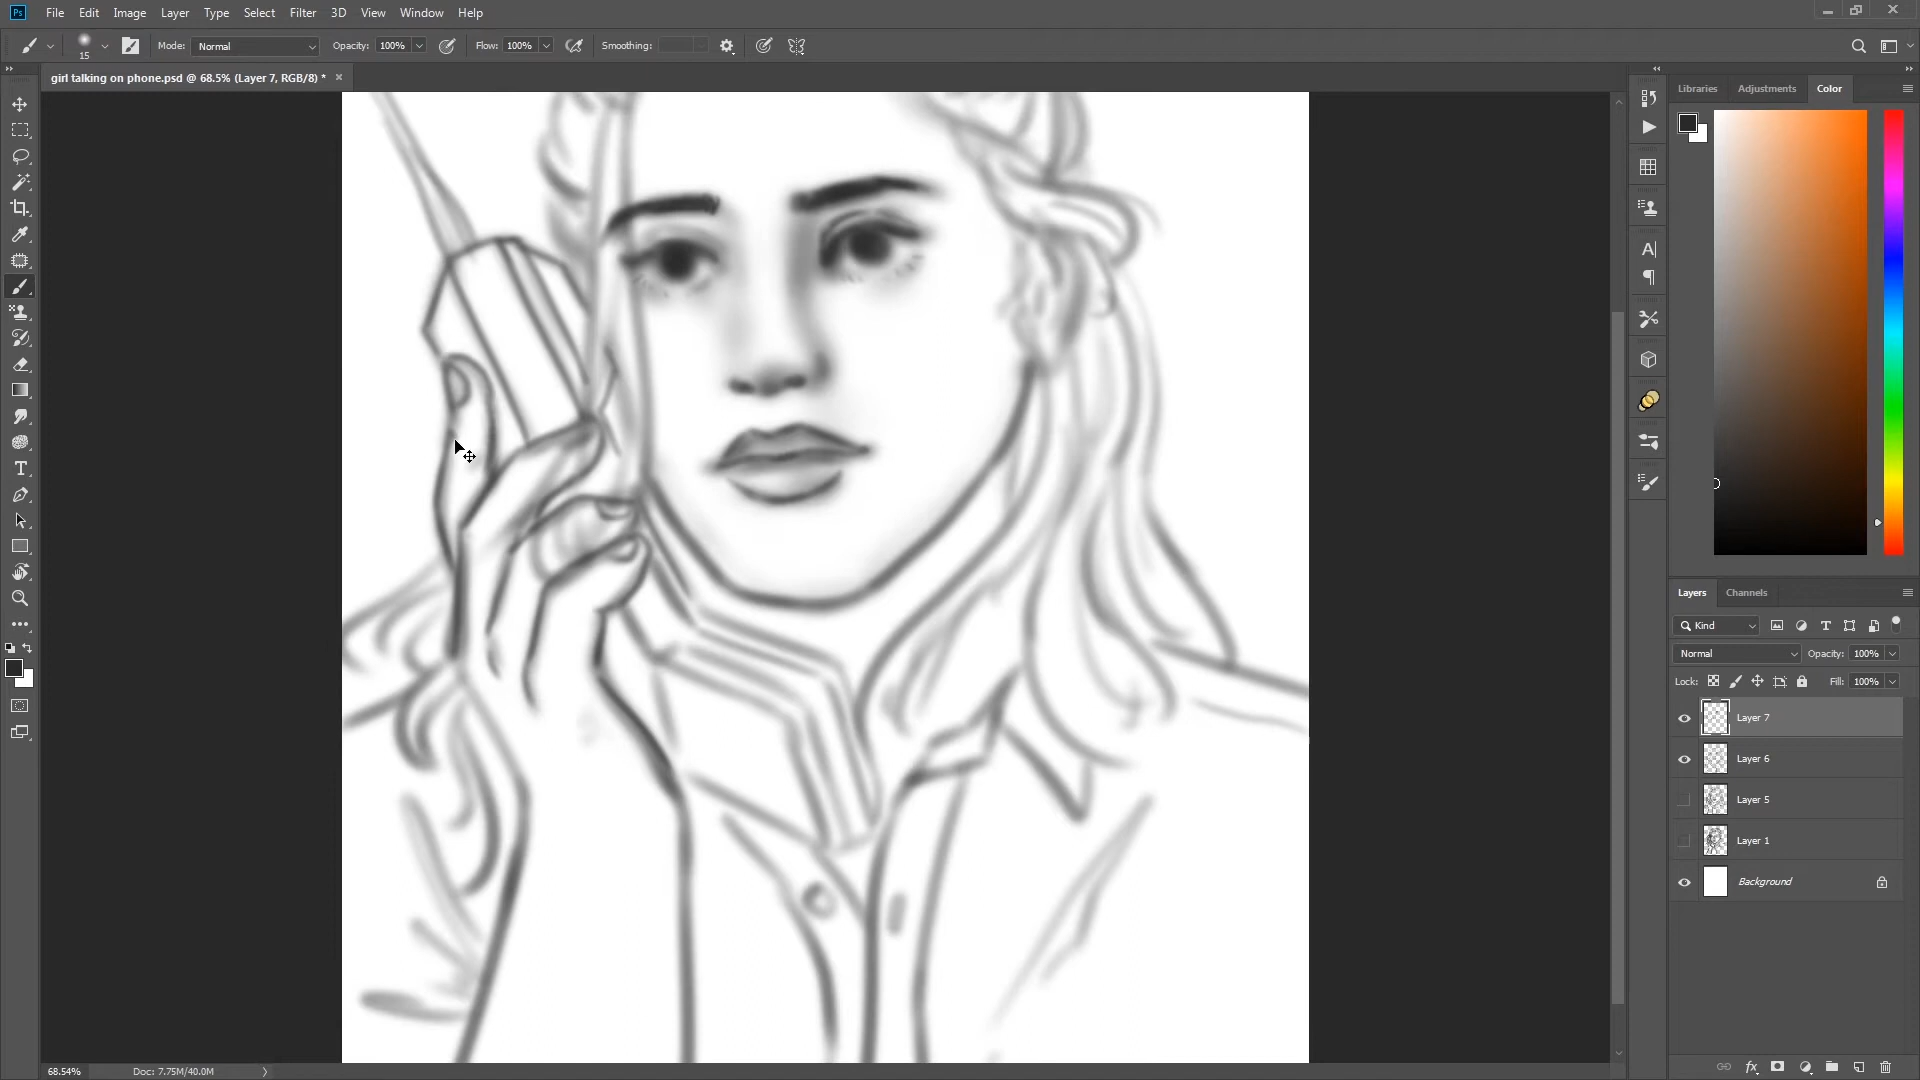 Ps File Edit Image Layer Type Select Filter 3D View Window Help
15 Mode: Normal Opacity: 100% Flow: 100% Smoothing:
girl talking on phone.psd @ 68.5% (Layer 7, RGB/8) *
Libraries Adjustments Color
Layers Channels
Kind
Normal Opacity: 100%
Lock: Fill: 100%
Layer 7
Layer 6
Layer 5
Layer 1
Background
68.54% Doc: 7.75M/40.0M